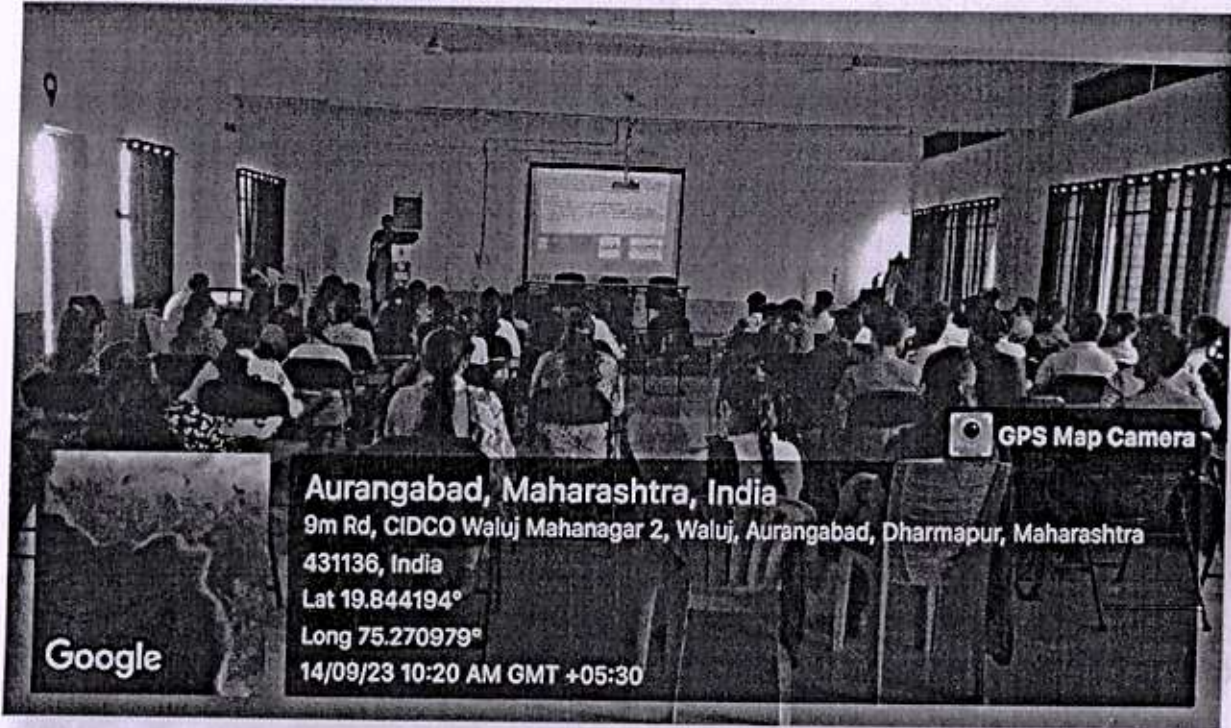 GPS Map Camera
Aurangabad, Maharashtra, India
9m Rd, CIDCO Waluj Mahanagar 2, Waluj, Aurangabad, Dharmapur, Maharashtra
431136, India
Lat 19.844194°
Long 75.270979°
14/09/23 10:20 AM GMT +05:30
Google